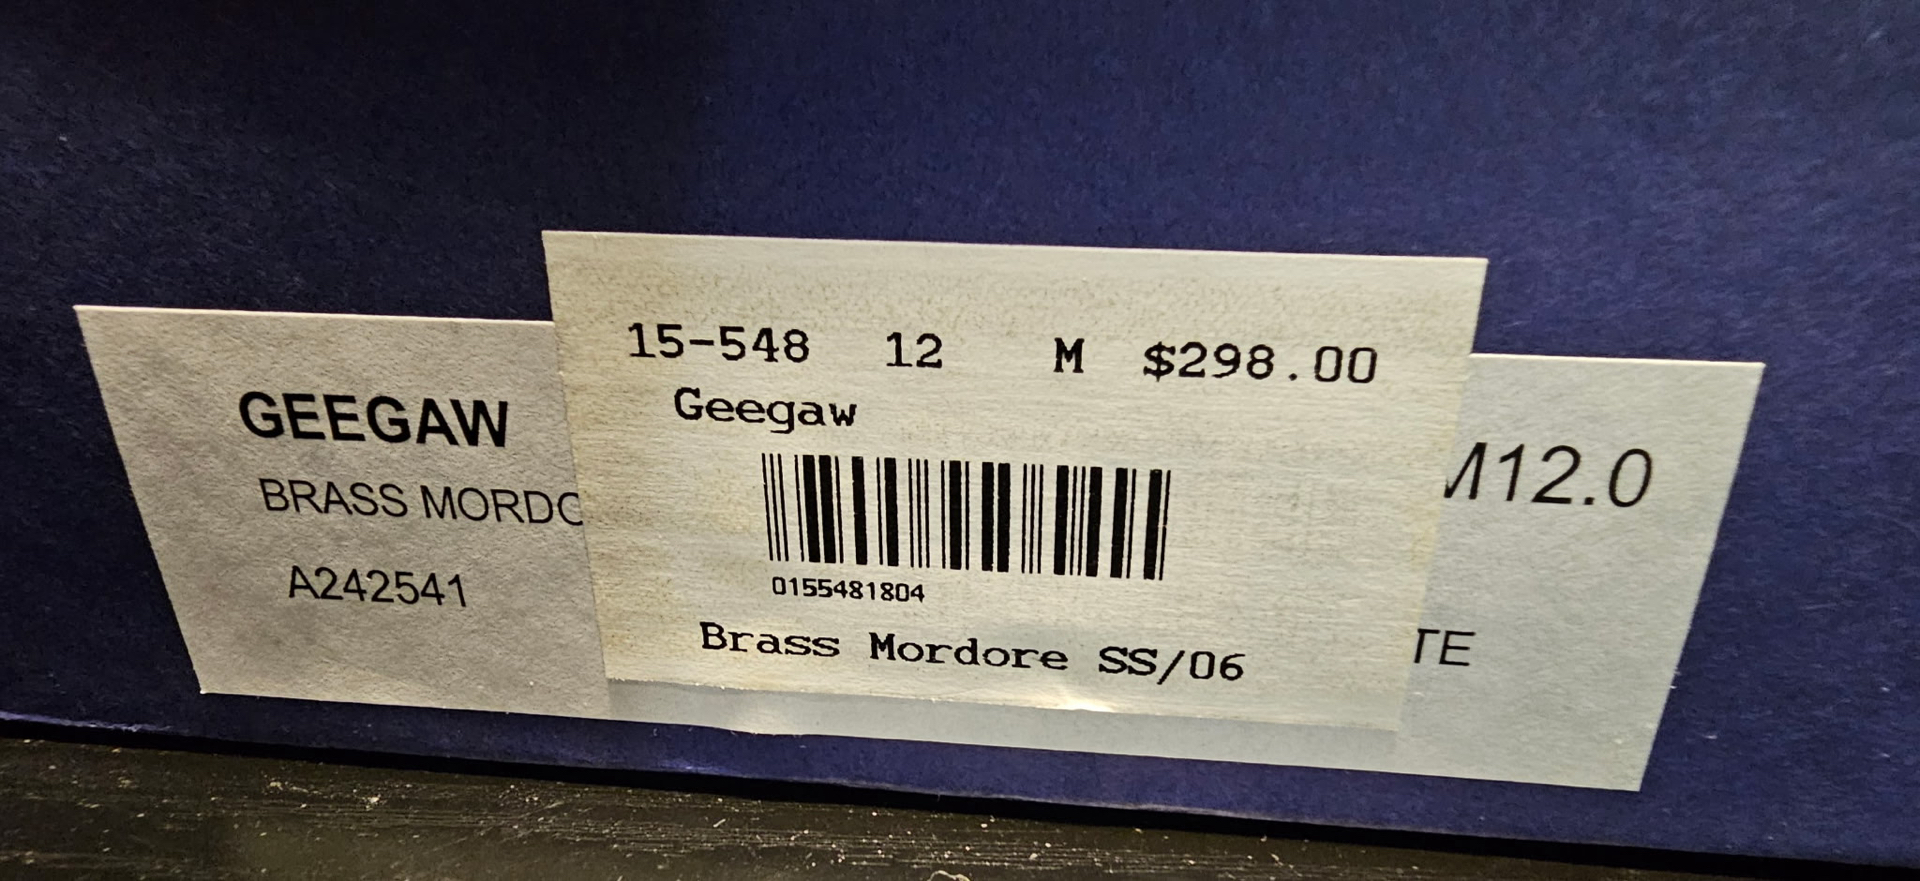 15-548 12 M $298.00
Geegaw
0155481804
Brass Mordore SS/06
GEEGAW
BRASS MORDO
A242541
M12.0
TE